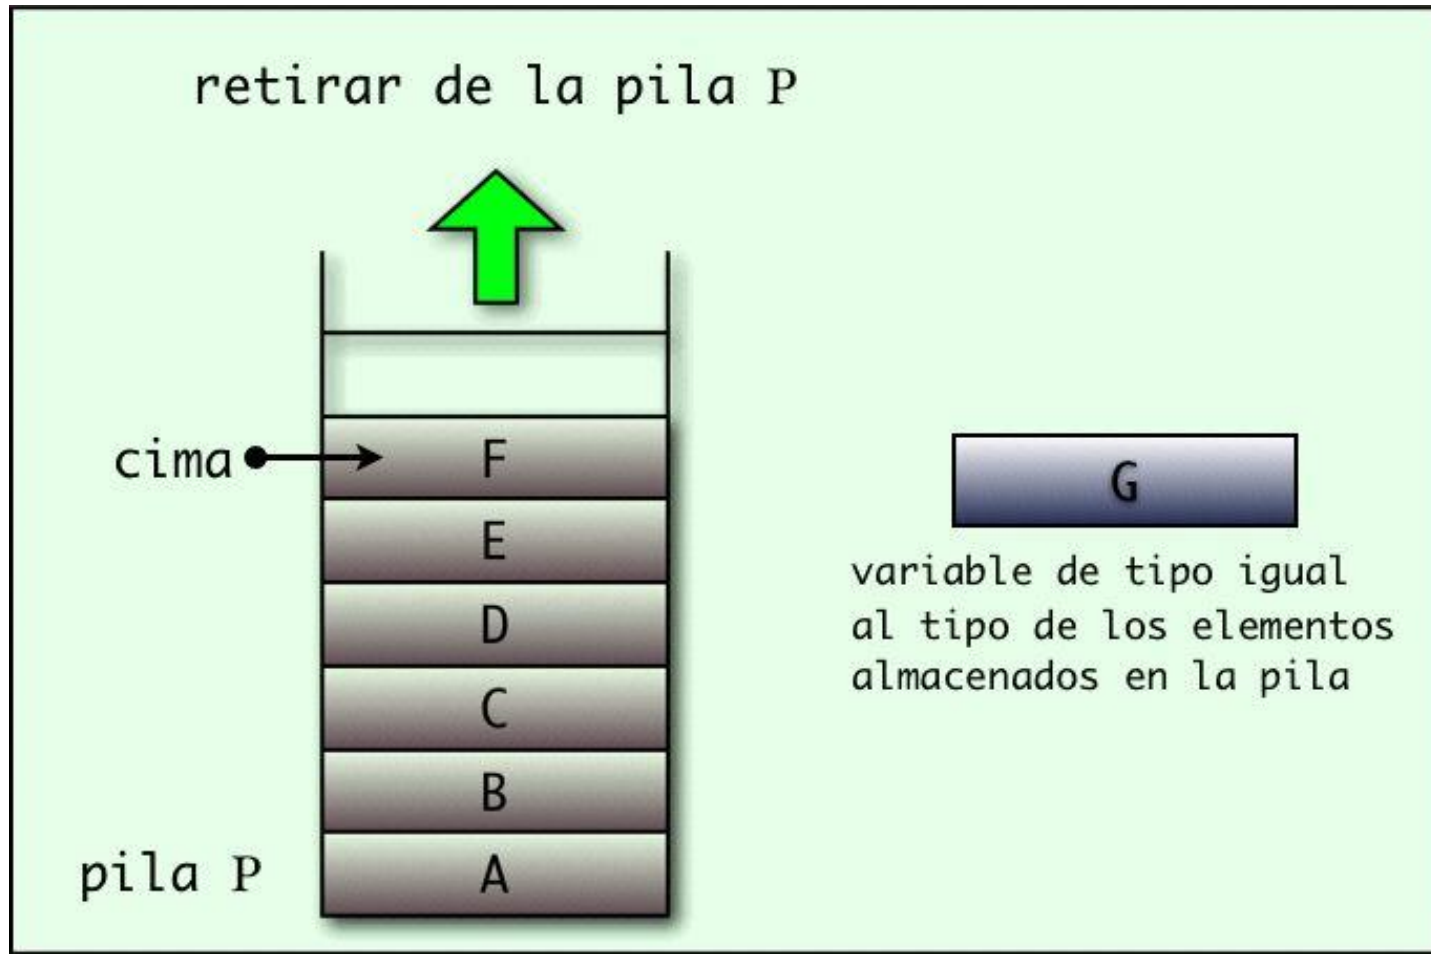 retirar de la pila P
cima
F
E
D
C
B
A
pila P
G
variable de tipo igual
al tipo de los elementos
almacenados en la pila